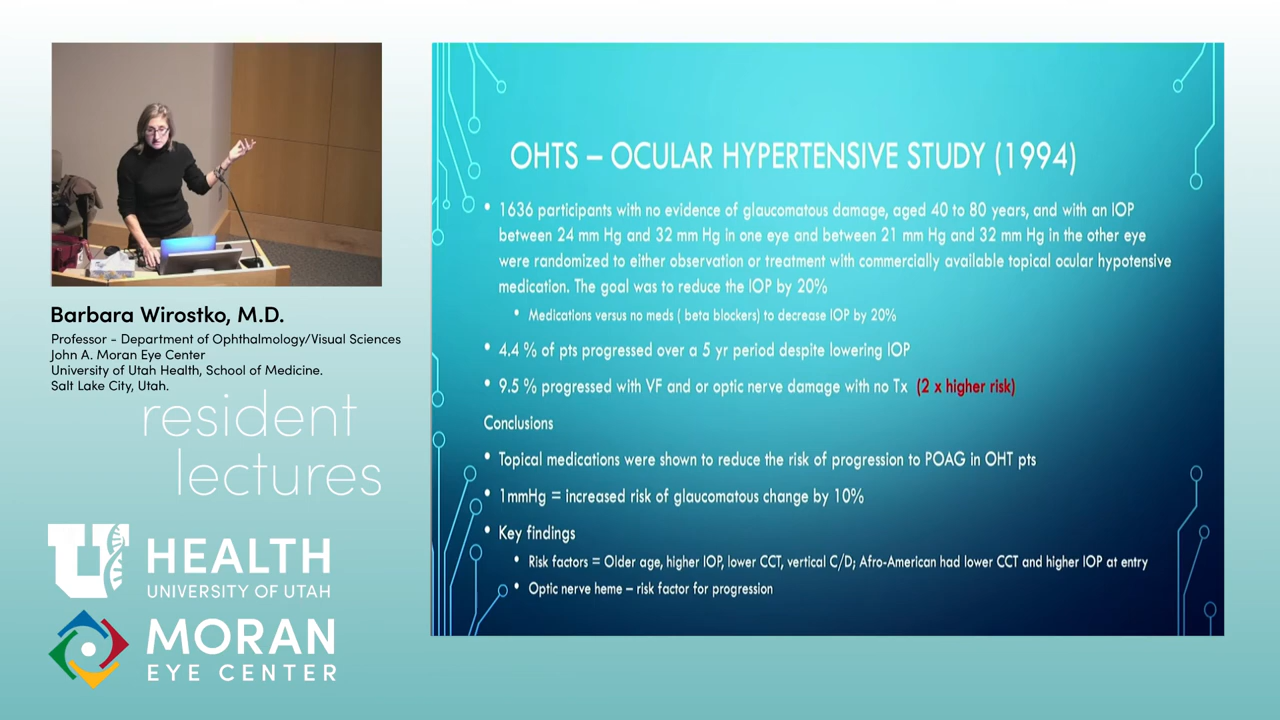 Barbara Wirostko, M.D.
Professor - Department of Ophthalmology/Visual Sciences
John A. Moran Eye Center
University of Utah Health, School of Medicine.
Salt Lake City, Utah.
resident
lectures
U HEALTH
UNIVERSITY OF UTAH
MORAN
EYE CENTER
OHTS – OCULAR HYPERTENSIVE STUDY (1994)
• 1636 participants with no evidence of glaucomatous damage, aged 40 to 80 years, and with an IOP
between 24 mm Hg and 32 mm Hg in one eye and between 21 mm Hg and 32 mm Hg in the other eye
were randomized to either observation or treatment with commercially available topical ocular hypotensive
medication. The goal was to reduce the IOP by 20%
• Medications versus no meds ( beta blockers) to decrease IOP by 20%
• 4.4 % of pts progressed over a 5 yr period despite lowering IOP
• 9.5 % progressed with VF and or optic nerve damage with no Tx (2 x higher risk)
Conclusions
• Topical medications were shown to reduce the risk of progression to POAG in OHT pts
• 1mmHg = increased risk of glaucomatous change by 10%
• Key findings
• Risk factors = Older age, higher IOP, lower CCT, vertical C/D; Afro-American had lower CCT and higher IOP at entry
• Optic nerve heme – risk factor for progression